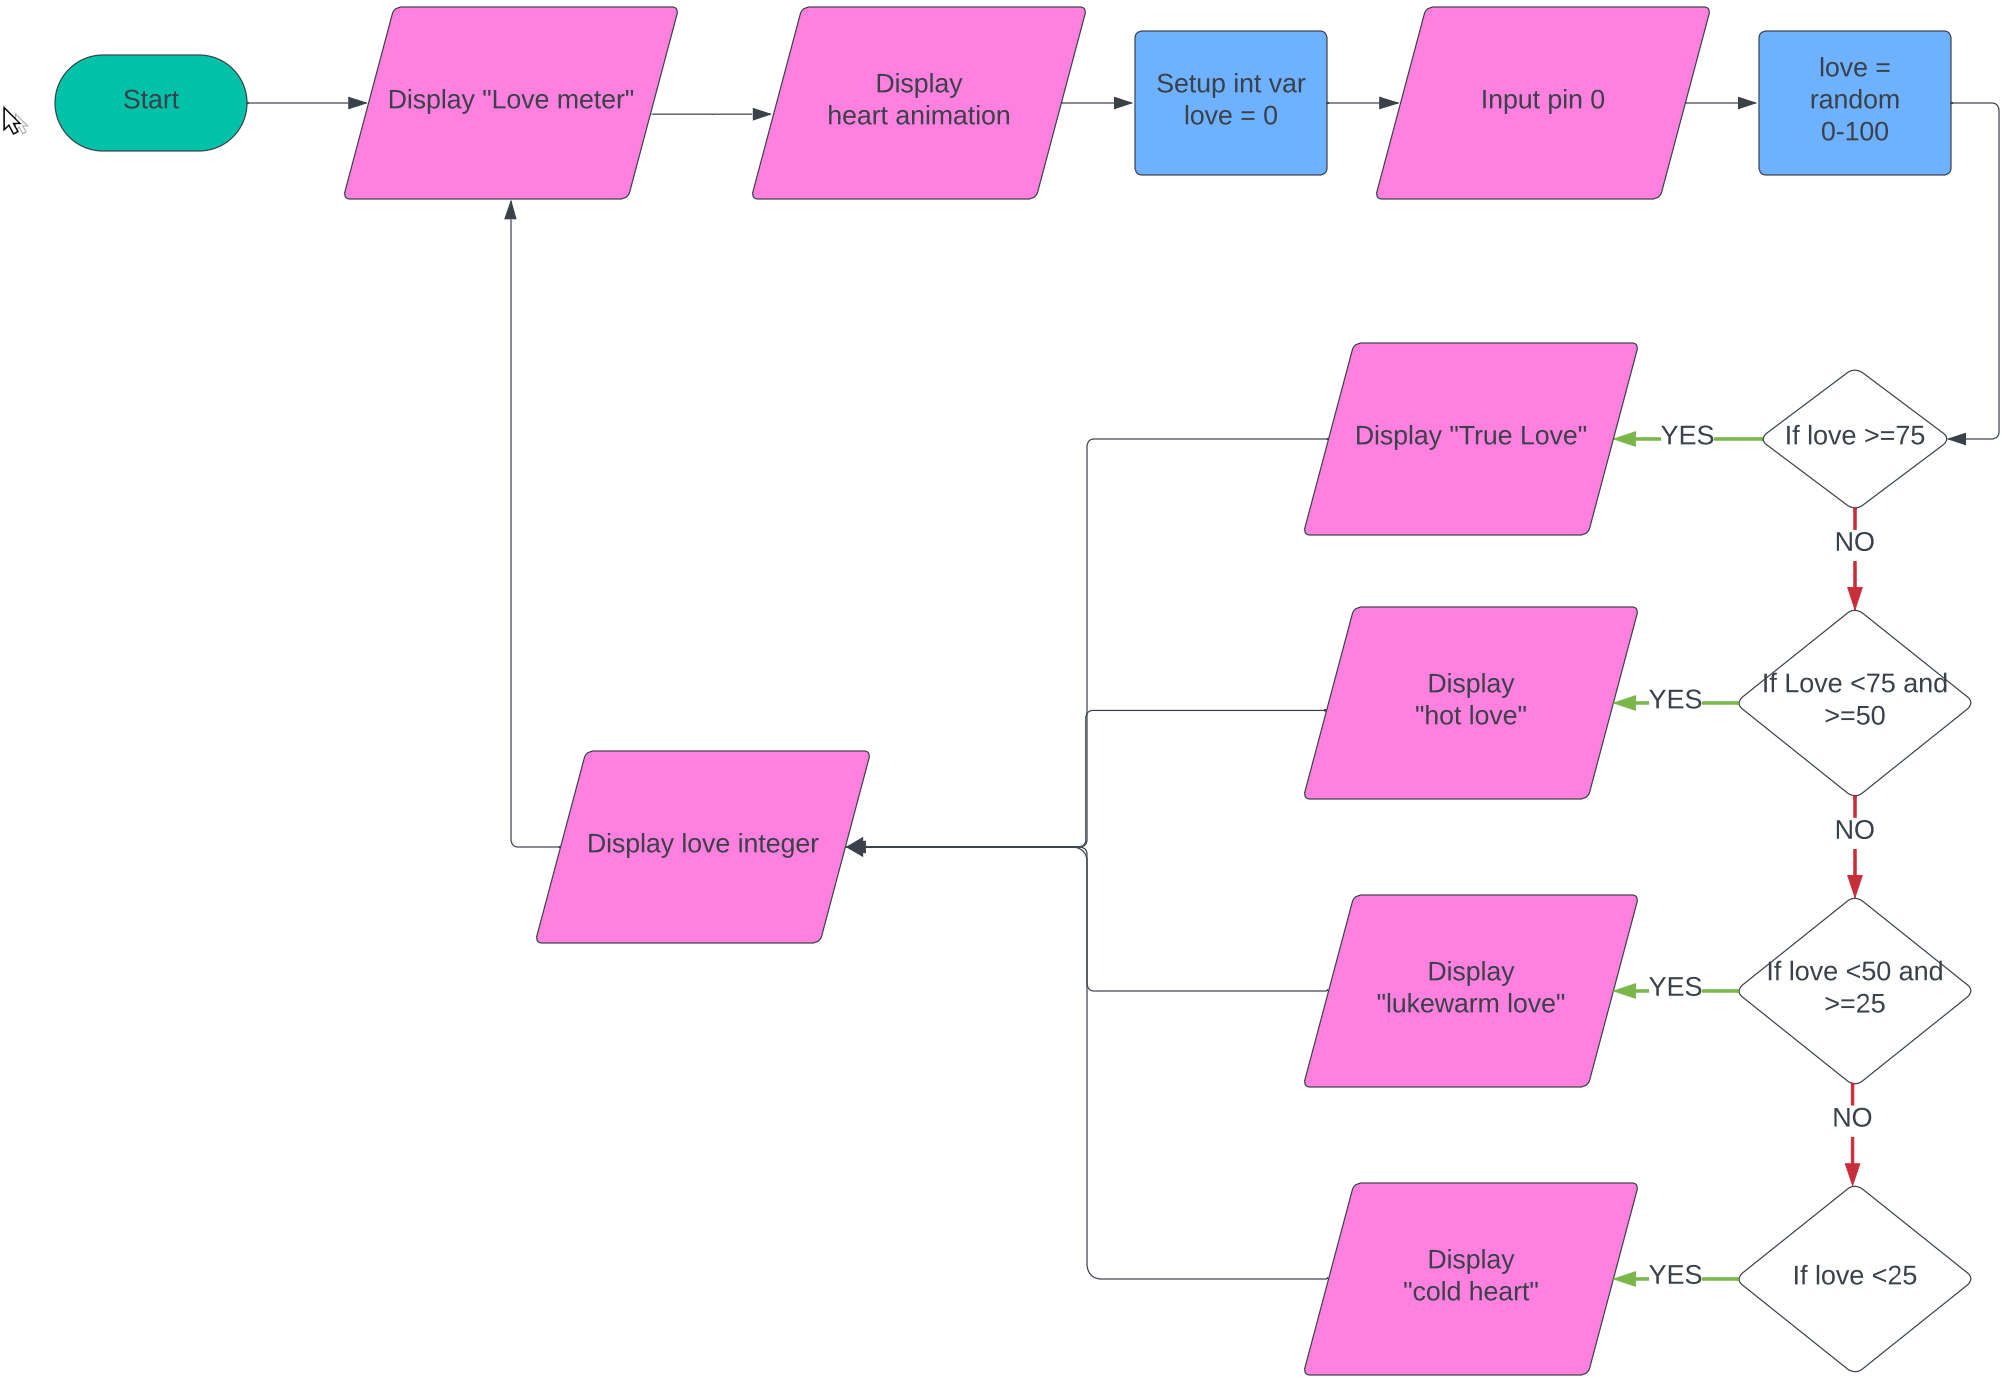 Start
Display "Love meter"
Display
heart animation
Setup int var
love = 0
Input pin 0
love =
random
0-100
If love >=75
YES
Display "True Love"
NO
If Love <75 and
>=50
YES
Display
"hot love"
NO
If love <50 and
>=25
YES
Display
"lukewarm love"
NO
If love <25
YES
Display
"cold heart"
Display love integer